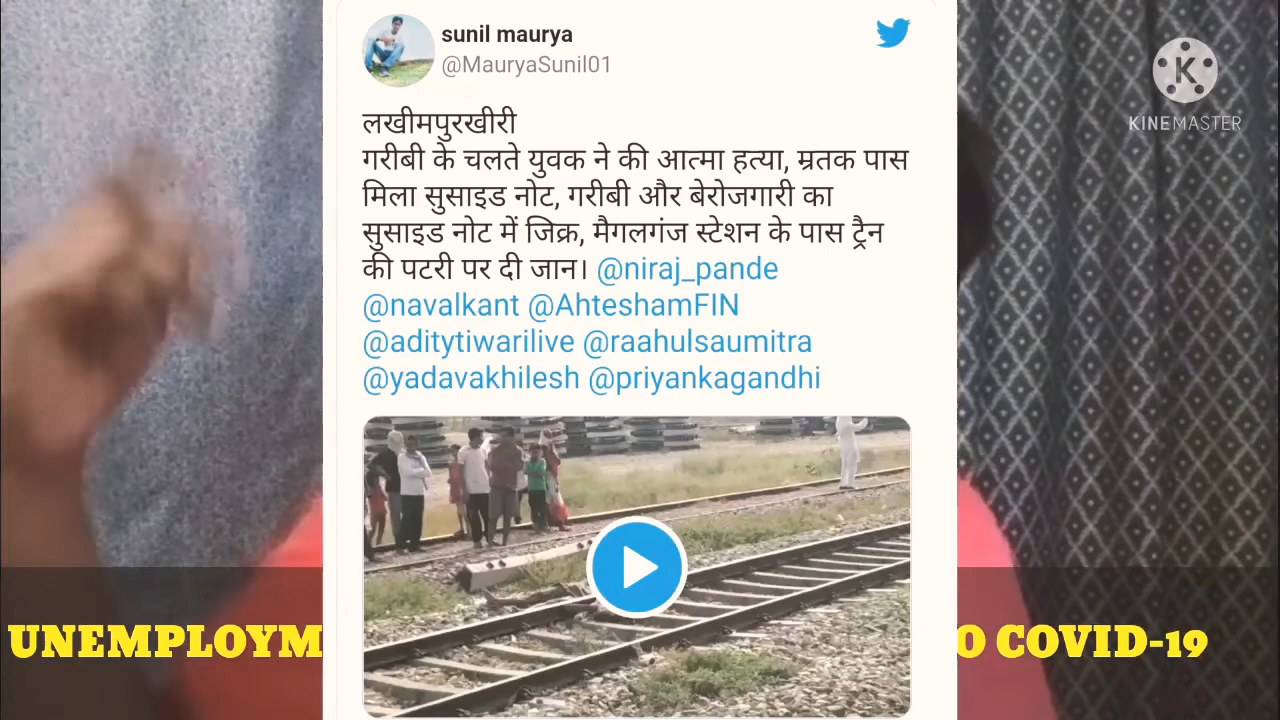 sunil maurya
@MauryaSunil01
KINEMASTER
लखीमपुरखीरी
गरीबी के चलते युवक ने की आत्मा हत्या, म्रतक पास
मिला सुसाइड नोट, गरीबी और बेरोजगारी का
सुसाइड नोट में जिक्र, मैगलगंज स्टेशन के पास ट्रैन
की पटरी पर दी जान। @niraj_pande
@navalkant @AhteshamFIN
@aditytiwarilive @raahulsaumitra
@yadavakhilesh @priyankagandhi
UNEMPLOYM O COVID-19